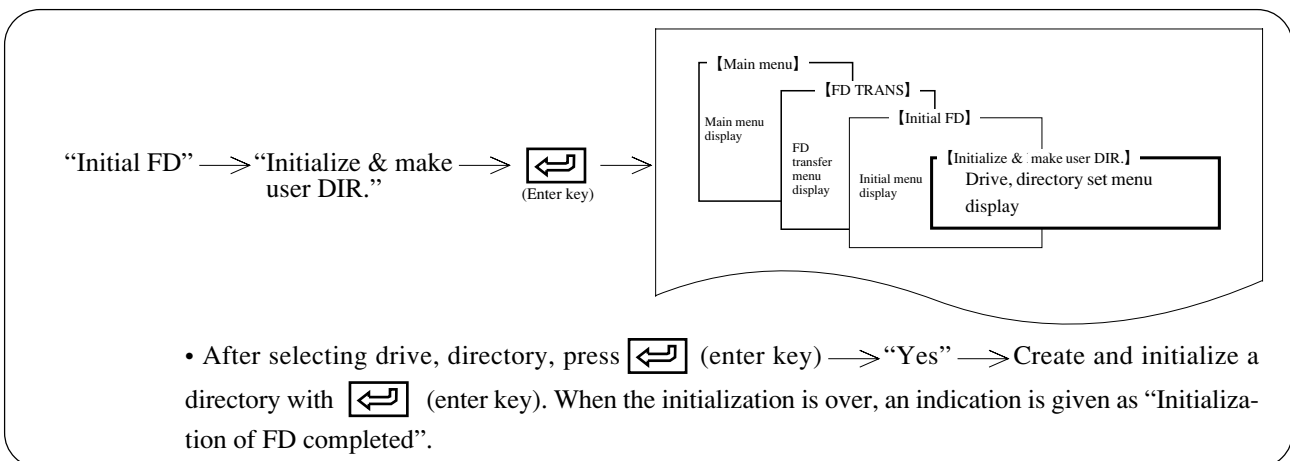 “Initial FD”
“Initialize & make
user DIR.”
(Enter key)
【Main menu】
Main menu
display
【FD TRANS】
FD
transfer
menu
display
【Initial FD】
Initial menu
display
【Initialize & make user DIR.】
Drive, directory set menu
display
• After selecting drive, directory, press (enter key) “Yes” Create and initialize a
directory with (enter key). When the initialization is over, an indication is given as “Initializa-
tion of FD completed”.